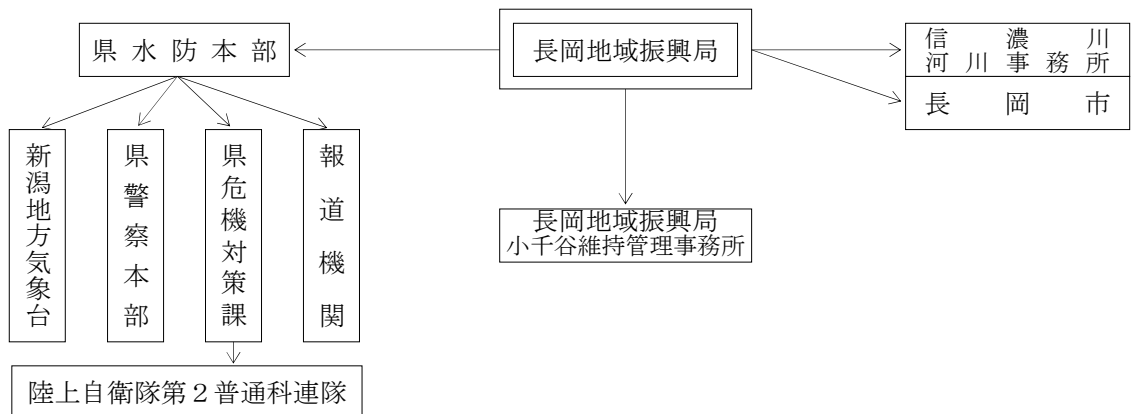 県水防本部
長岡地域振興局
信濃川
河川事務所
長岡市
新潟地方気象台
県警察本部
県危機対策課
報道機関
長岡地域振興局
小千谷維持管理事務所
陸上自衛隊第２普通科連隊